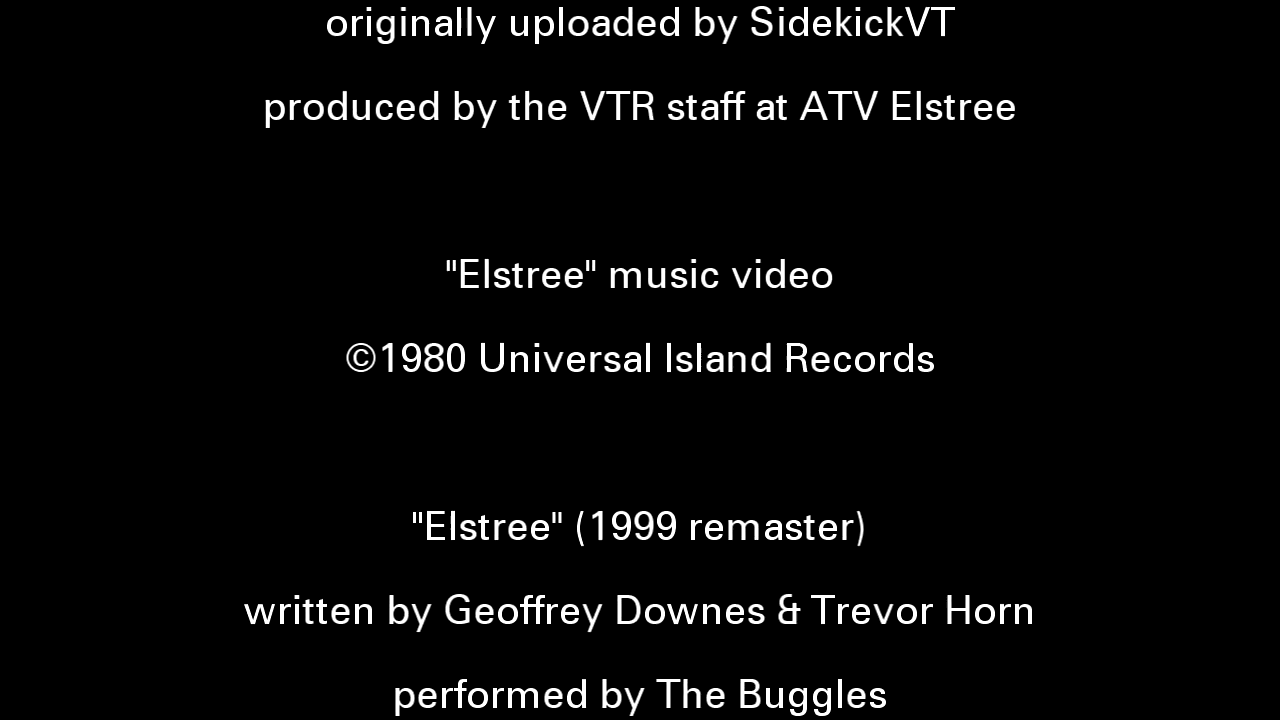 originally uploaded by SidekickVT
produced by the VTR staff at ATV Elstree
"Elstree" music video
©1980 Universal Island Records
"Elstree" (1999 remaster)
written by Geoffrey Downes & Trevor Horn
performed by The Buggles